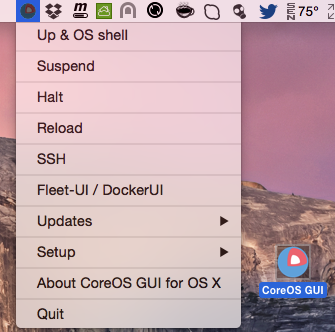 SEN 75°
Up & OS shell
Suspend
Halt
Reload
SSH
Fleet-UI / DockerUI
Updates
Setup
About CoreOS GUI for OS X
Quit
CoreOS GUI